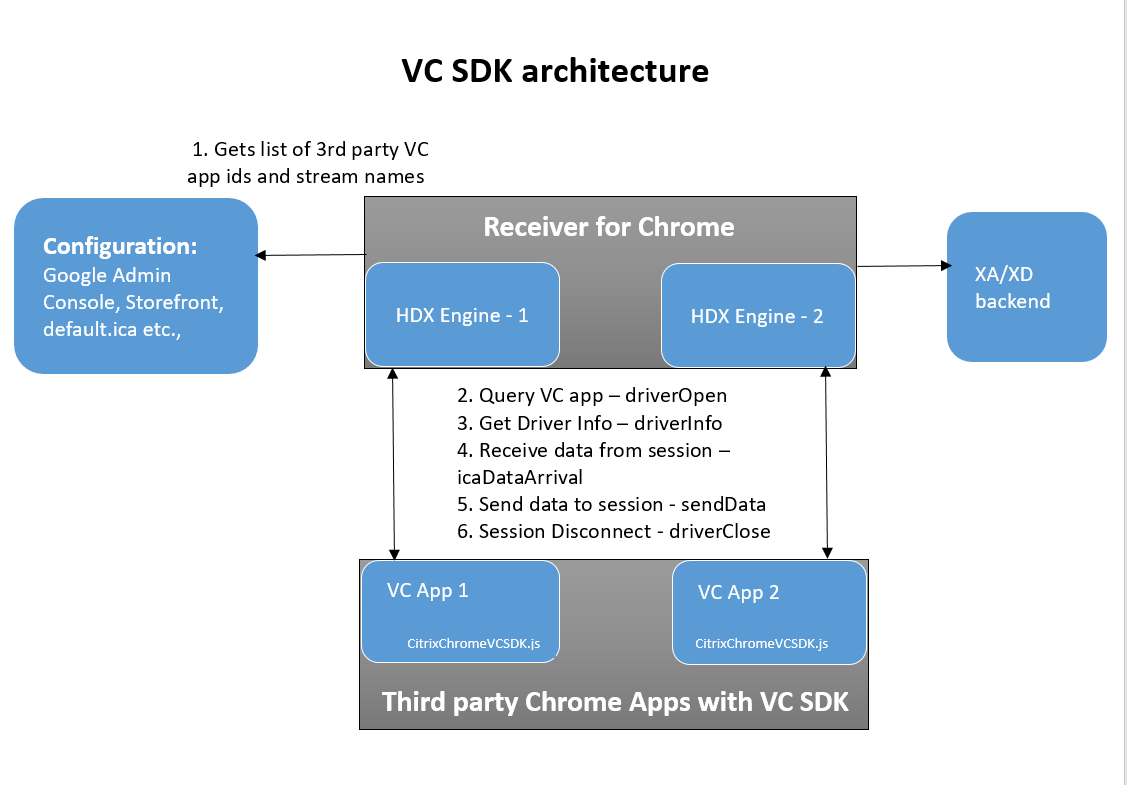 VC SDK architecture
1. Gets list of 3rd party VC
app ids and stream names
Configuration:
Google Admin
Console, Storefront,
default.ica etc.,
Receiver for Chrome
HDX Engine - 1
HDX Engine - 2
XA/XD
backend
2. Query VC app – driverOpen
3. Get Driver Info – driverInfo
4. Receive data from session –
icaDataArrival
5. Send data to session - sendData
6. Session Disconnect - driverClose
VC App 1
CitrixChromeVCSDK.js
VC App 2
CitrixChromeVCSDK.js
Third party Chrome Apps with VC SDK